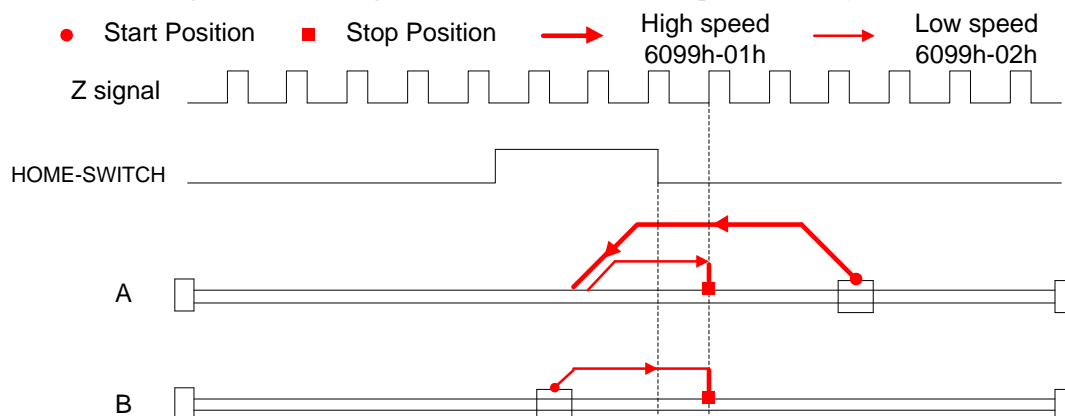 Start Position Stop Position High speed Low speed
6099h-01h 6099h-02h
Z signal
HOME-SWITCH
A
B